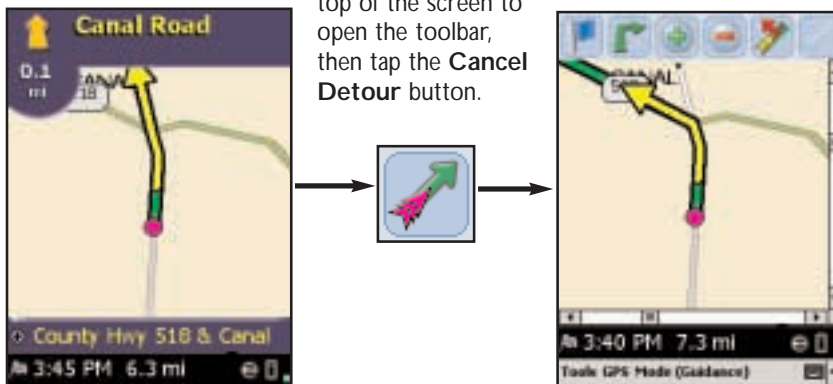 top of the screen to
open the toolbar,
then tap the Cancel
Detour button.
Canal Road
0.1
mi
18
County Hwy 518 & Canal
3:45 PM 6.3 mi
3:40 PM 7.3 mi
Tools GPS Mode (Guidance)